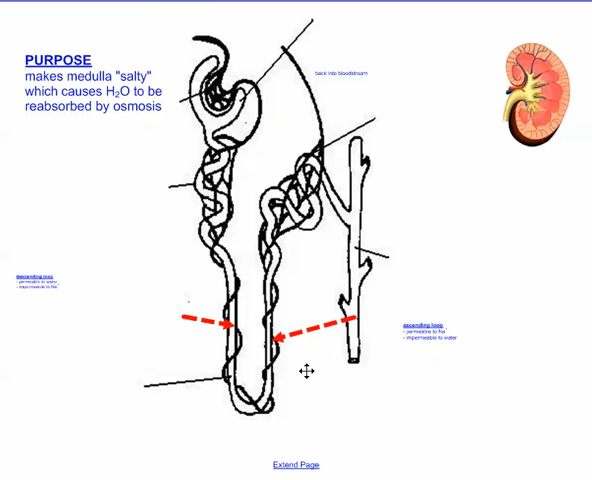 PURPOSE
makes medulla "salty"
which causes H₂O to be
reabsorbed by osmosis
back into bloodstream
descending loop
- permeable to water
- impermeable to Na⁺
ascending loop
- permeable to Na
- impermeable to water
Extend Page